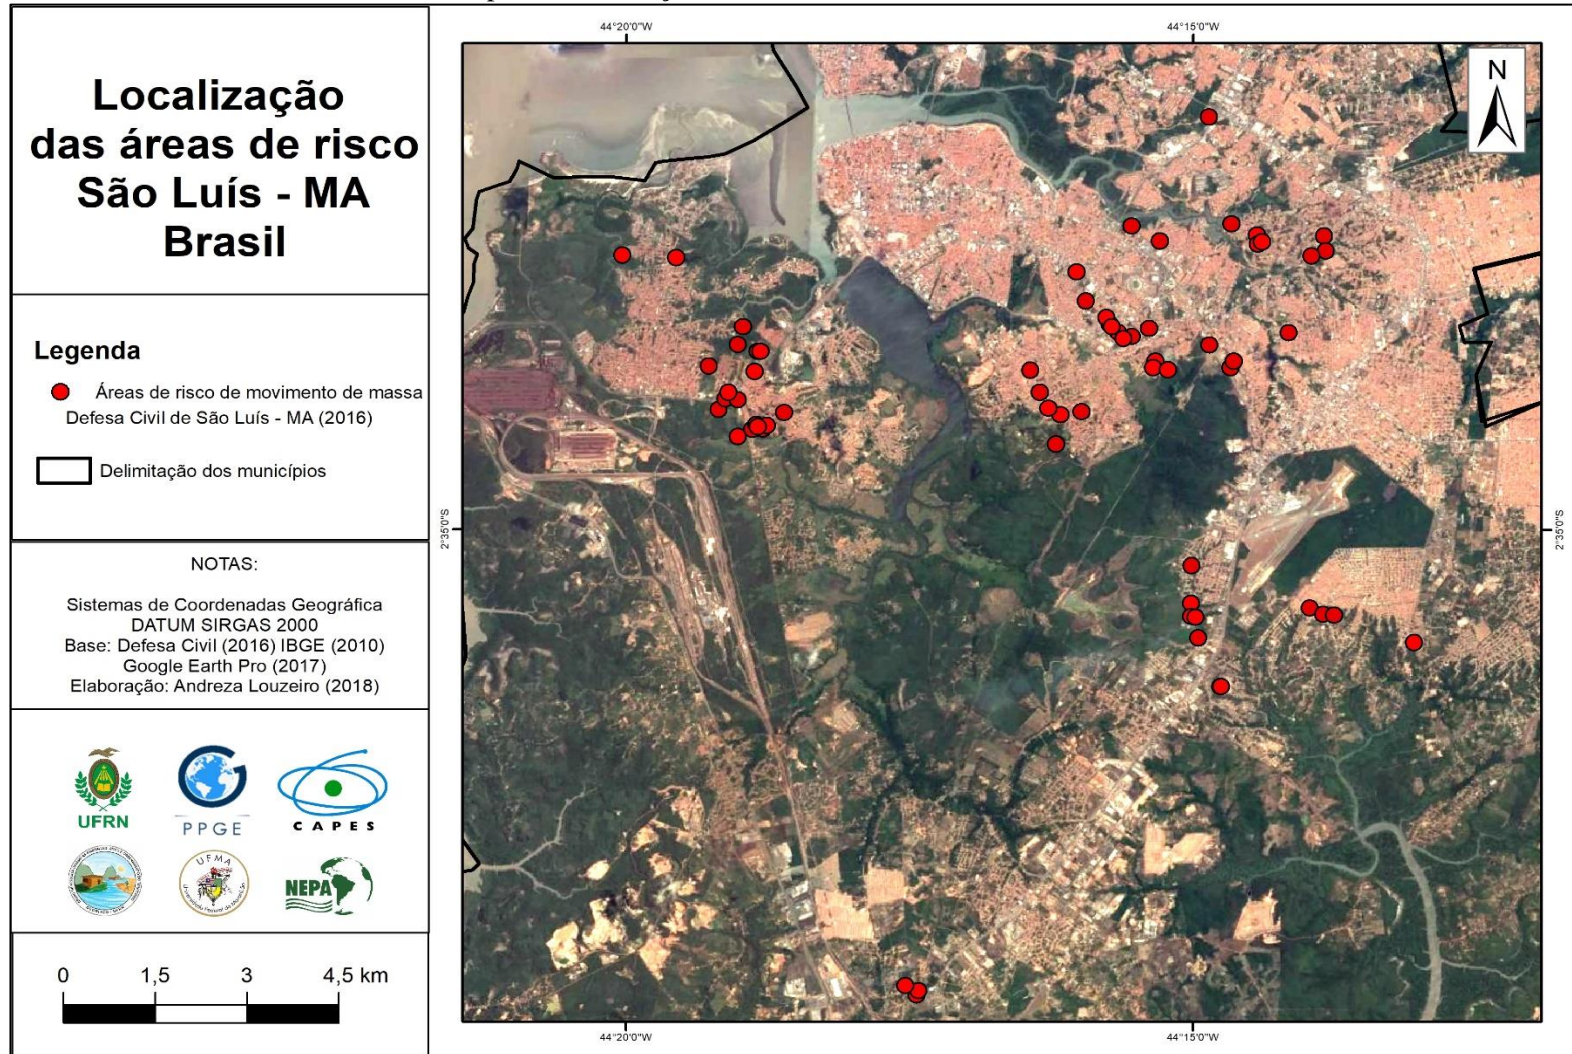 Localização
das áreas de risco
São Luís - MA
Brasil
Legenda
Áreas de risco de movimento de massa
Defesa Civil de São Luís - MA (2016)
Delimitação dos municípios
NOTAS:
Sistemas de Coordenadas Geográfica
DATUM SIRGAS 2000
Base: Defesa Civil (2016) IBGE (2010)
Google Earth Pro (2017)
Elaboração: Andreza Louzeiro (2018)
UFRN
PPGE
CAPES
UFMA
NEPA
0 1,5 3 4,5 km
44°20'0"W 44°15'0"W
N
2°35'0"S 2°35'0"S
44°20'0"W 44°15'0"W